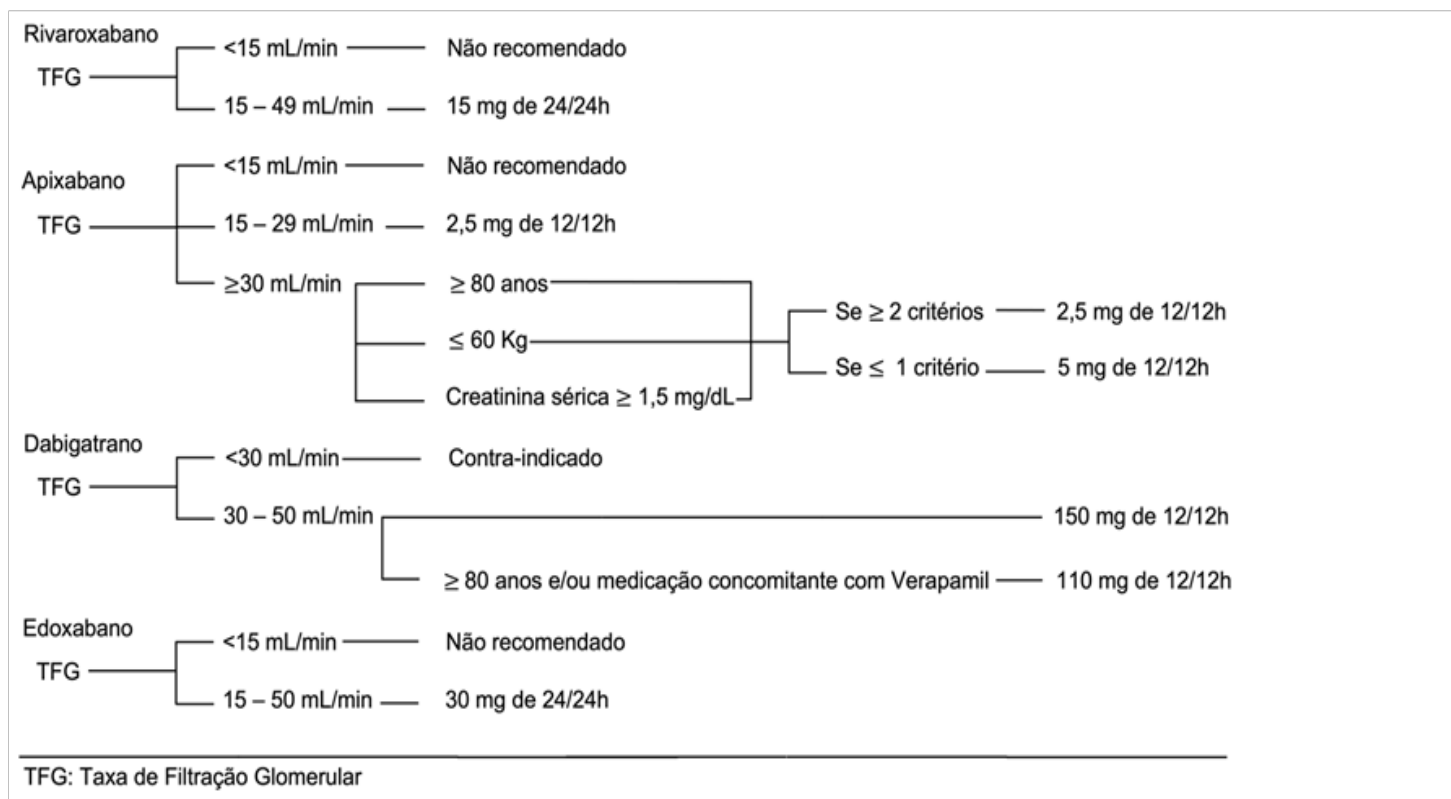 Rivaroxabano
<15 mL/min Não recomendado
TFG
15 – 49 mL/min 15 mg de 24/24h
<15 mL/min Não recomendado
Apixabano
TFG 15 – 29 mL/min 2,5 mg de 12/12h
≥30 mL/min ≥ 80 anos
Se ≥ 2 critérios 2,5 mg de 12/12h
≤ 60 Kg
Se ≤ 1 critério 5 mg de 12/12h
Creatinina sérica ≥ 1,5 mg/dL
Dabigatrano
<30 mL/min Contra-indicado
TFG
30 – 50 mL/min 150 mg de 12/12h
≥ 80 anos e/ou medicação concomitante com Verapamil 110 mg de 12/12h
Edoxabano
<15 mL/min Não recomendado
TFG
15 – 50 mL/min 30 mg de 24/24h
TFG: Taxa de Filtração Glomerular